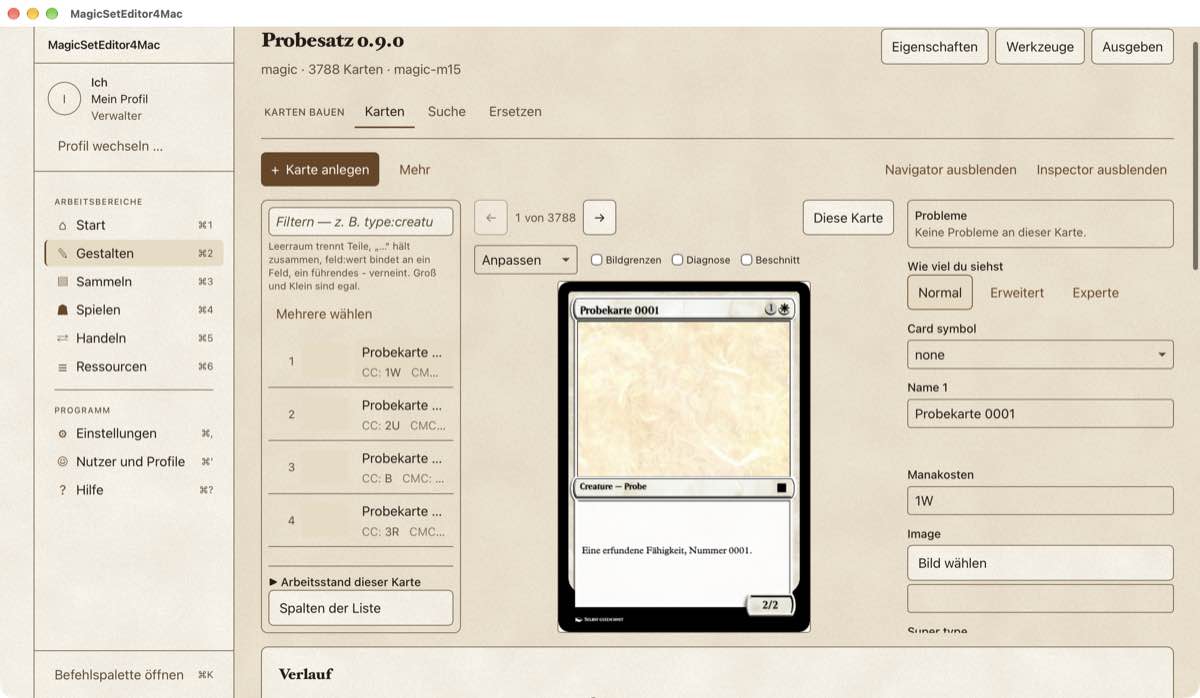 MagicSetEditor4Mac
MagicSetEditor4Mac
I
Ich
Mein Profil
Verwalter
Profil wechseln ...
ARBEITSBEREICHE
Start ⌘1
Gestalten ⌘2
Sammeln ⌘3
Spielen ⌘4
Handeln ⌘5
Ressourcen ⌘6
PROGRAMM
Einstellungen ⌘,
Nutzer und Profile ⌘'
? Hilfe ⌘?
Befehlspalette öffnen ⌘K
Probesatz 0.9.0
magic · 3788 Karten · magic-m15
Eigenschaften Werkzeuge Ausgeben
KARTEN BAUEN Karten Suche Ersetzen
+ Karte anlegen Mehr
Navigator ausblenden Inspector ausblenden
Filtern — z. B. type:creatu
Leerraum trennt Teile, „…" hält
zusammen, feld:wert bindet an ein
Feld, ein führendes - verneint. Groß
und Klein sind egal.
Mehrere wählen
1 Probekarte ...
CC: 1W CM...
2 Probekarte ...
CC: 2U CMC...
3 Probekarte ...
CC: B CMC: ...
4 Probekarte ...
CC: 3R CMC...
▶ Arbeitsstand dieser Karte
Spalten der Liste
← 1 von 3788 →
Diese Karte
Anpassen Bildgrenzen Diagnose Beschnitt
Probekarte 0001 1
Creature — Probe
Eine erfundene Fähigkeit, Nummer 0001.
2/2
Probleme
Keine Probleme an dieser Karte.
Wie viel du siehst
Normal Erweitert Experte
Card symbol
none
Name 1
Probekarte 0001
Manakosten
1W
Image
Bild wählen
Super type
Verlauf